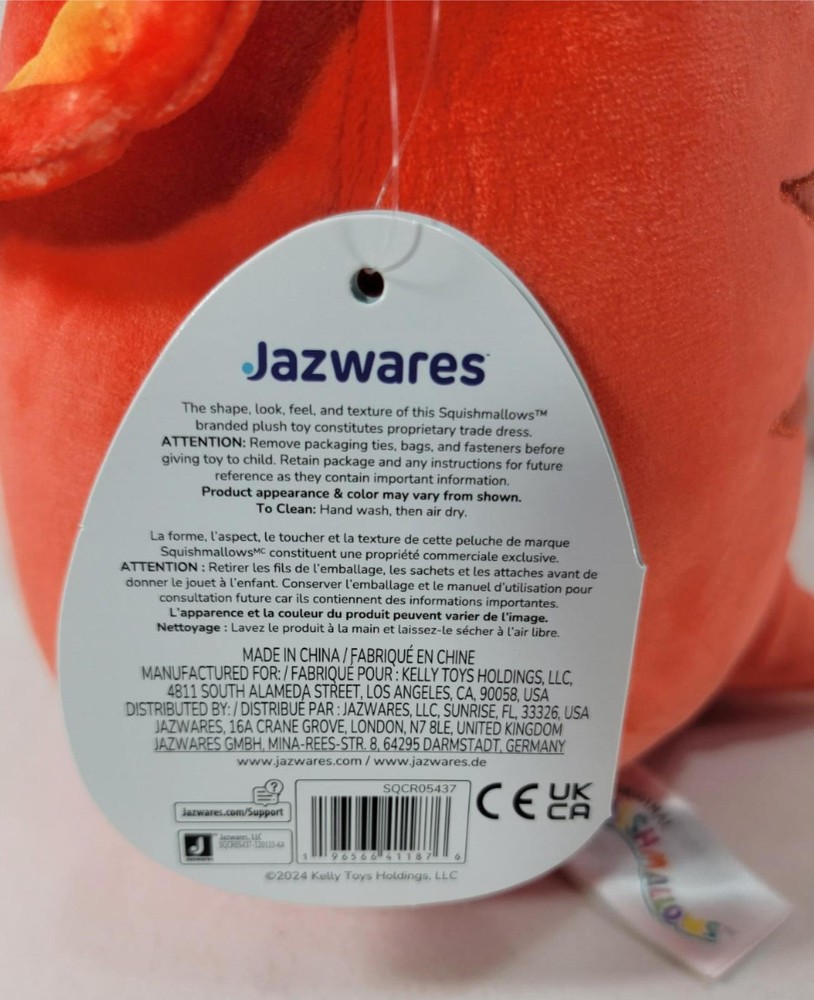 Jazwares
The shape, look, feel, and texture of this Squishmallows™
branded plush toy constitutes proprietary trade dress.
ATTENTION: Remove packaging ties, bags, and fasteners before
giving toy to child. Retain package and any instructions for future
reference as they contain important information.
Product appearance & color may vary from shown.
To Clean: Hand wash, then air dry.
La forme, l'aspect, le toucher et la texture de cette peluche de marque
Squishmallowsᴹᶜ constituent une propriété commerciale exclusive.
ATTENTION : Retirer les fils de l'emballage, les sachets et les attaches avant de
donner le jouet à l'enfant. Conserver l'emballage et le manuel d'utilisation pour
consultation future car ils contiennent des informations importantes.
L'apparence et la couleur du produit peuvent varier de l'image.
Nettoyage : Lavez le produit à la main et laissez-le sécher à l'air libre.
MADE IN CHINA / FABRIQUÉ EN CHINE
MANUFACTURED FOR: / FABRIQUÉ POUR : KELLY TOYS HOLDINGS, LLC,
4811 SOUTH ALAMEDA STREET, LOS ANGELES, CA, 90058, USA
DISTRIBUTED BY: / DISTRIBUÉ PAR : JAZWARES, LLC, SUNRISE, FL, 33326, USA
JAZWARES, 16A CRANE GROVE, LONDON, N7 8LE, UNITED KINGDOM
JAZWARES GMBH, MINA-REES-STR. 8, 64295 DARMSTADT, GERMANY
www.jazwares.com / www.jazwares.de
?
Jazwares.com/Support
SQCR05437
CE UK
CA
J
Jazwares, LLC
1 96566 41187 6
©2024 Kelly Toys Holdings, LLC